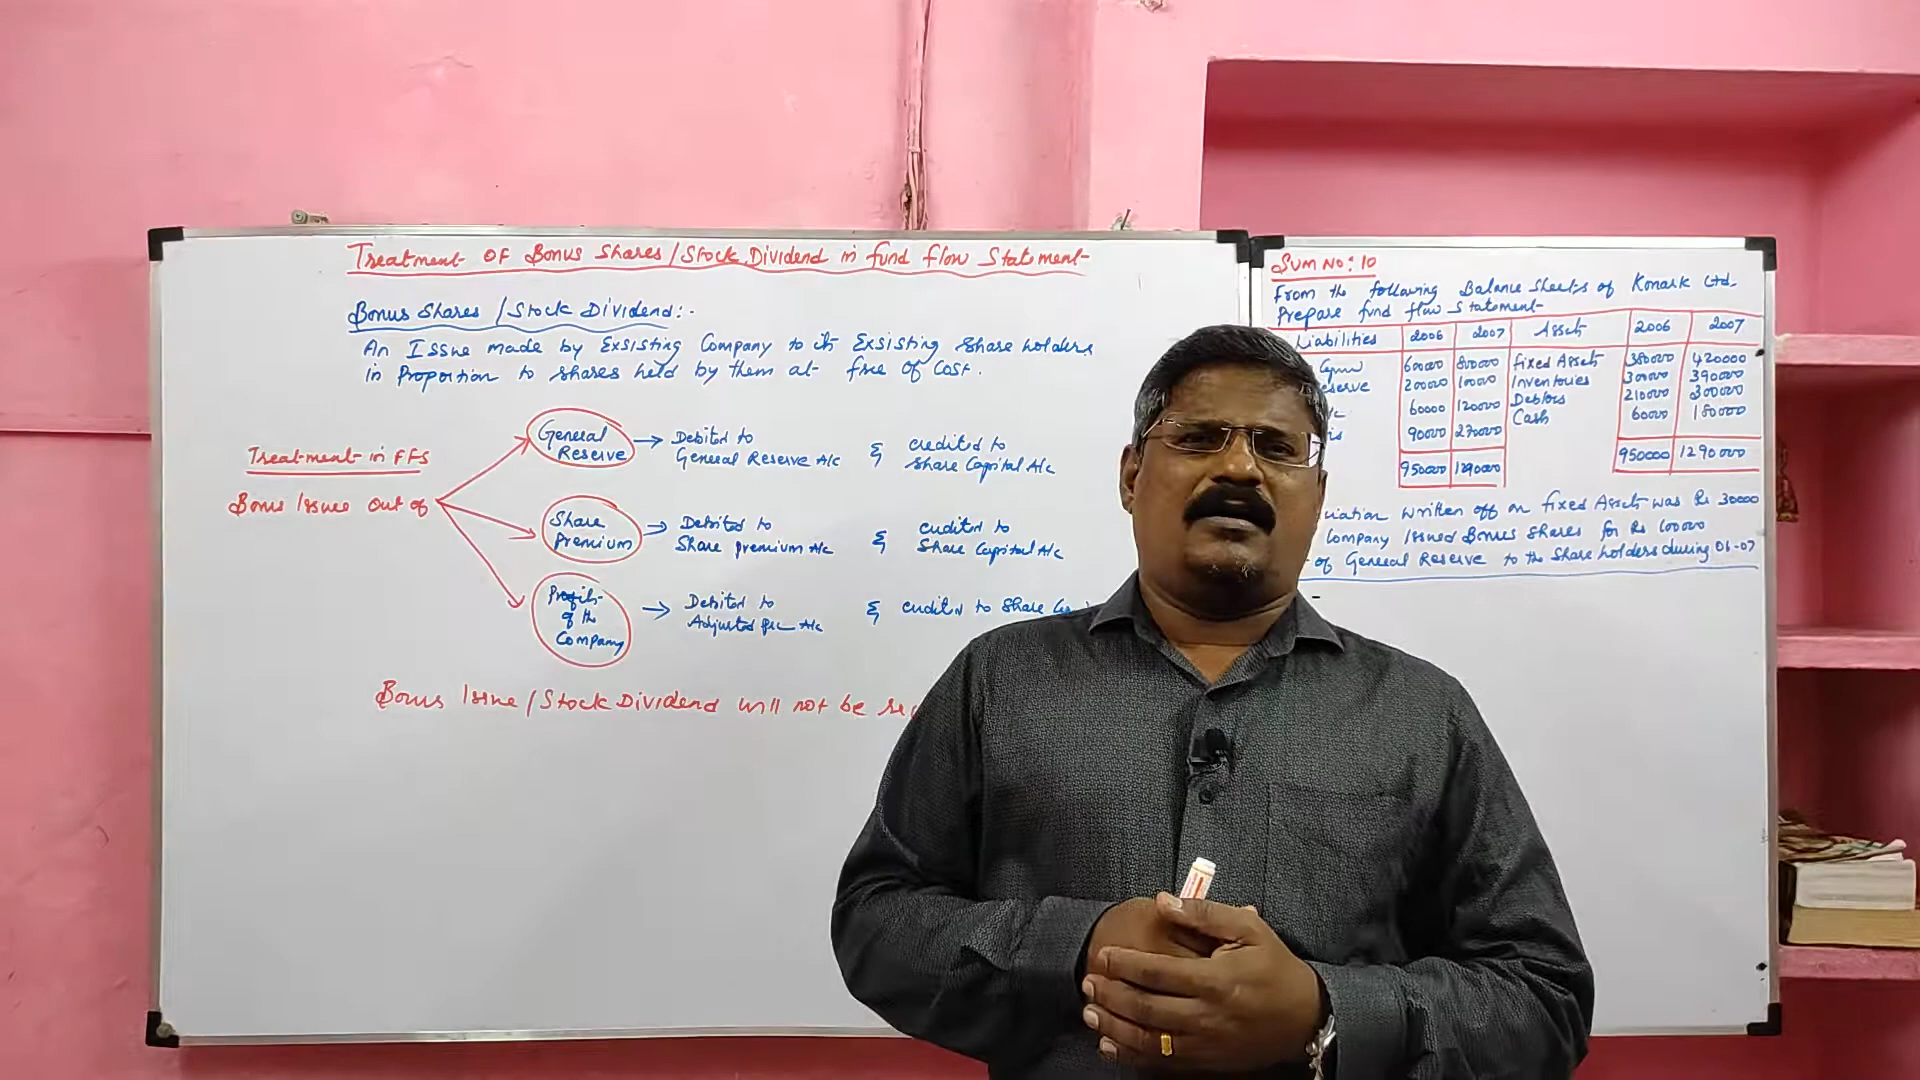 Treatment OF Bonus Shares/Stock Dividend in fund flow Statement
Bonus Shares / Stock Dividend:-
An Issue made by Exsisting Company to its Exsisting Share holders
in Proportion to shares held by them at free of Cost.
Treatment in FFS
Bonus Issue out of
General
Reserve
Debited to
General Reserve A/c
&
credited to
Share Capital A/c
Share
Premium
Debited to
Share premium A/c
&
credited to
Share Capital A/c
Profits
of the
Company
Debited to
Adjusted P&L A/c
&
credited to Share
Bonus Issue/Stock Dividend will not be
SUM NO: 10
From the following Balance Sheets of Konark Ltd.
Prepare fund flow Statement
Liabilities 2006 2007 Assets 2006 2007
600000 800000 Fixed Assets 380000 420000
200000 100000 Inventories 300000 390000
60000 120000 Debtors 210000 300000
90000 270000 Cash 60000 180000
950000 1290000 950000 1290000
written off on fixed Assets was Rs 30000
Company Issued Bonus Shares for Rs 100000
of General Reserve to the Share holders during 06-07